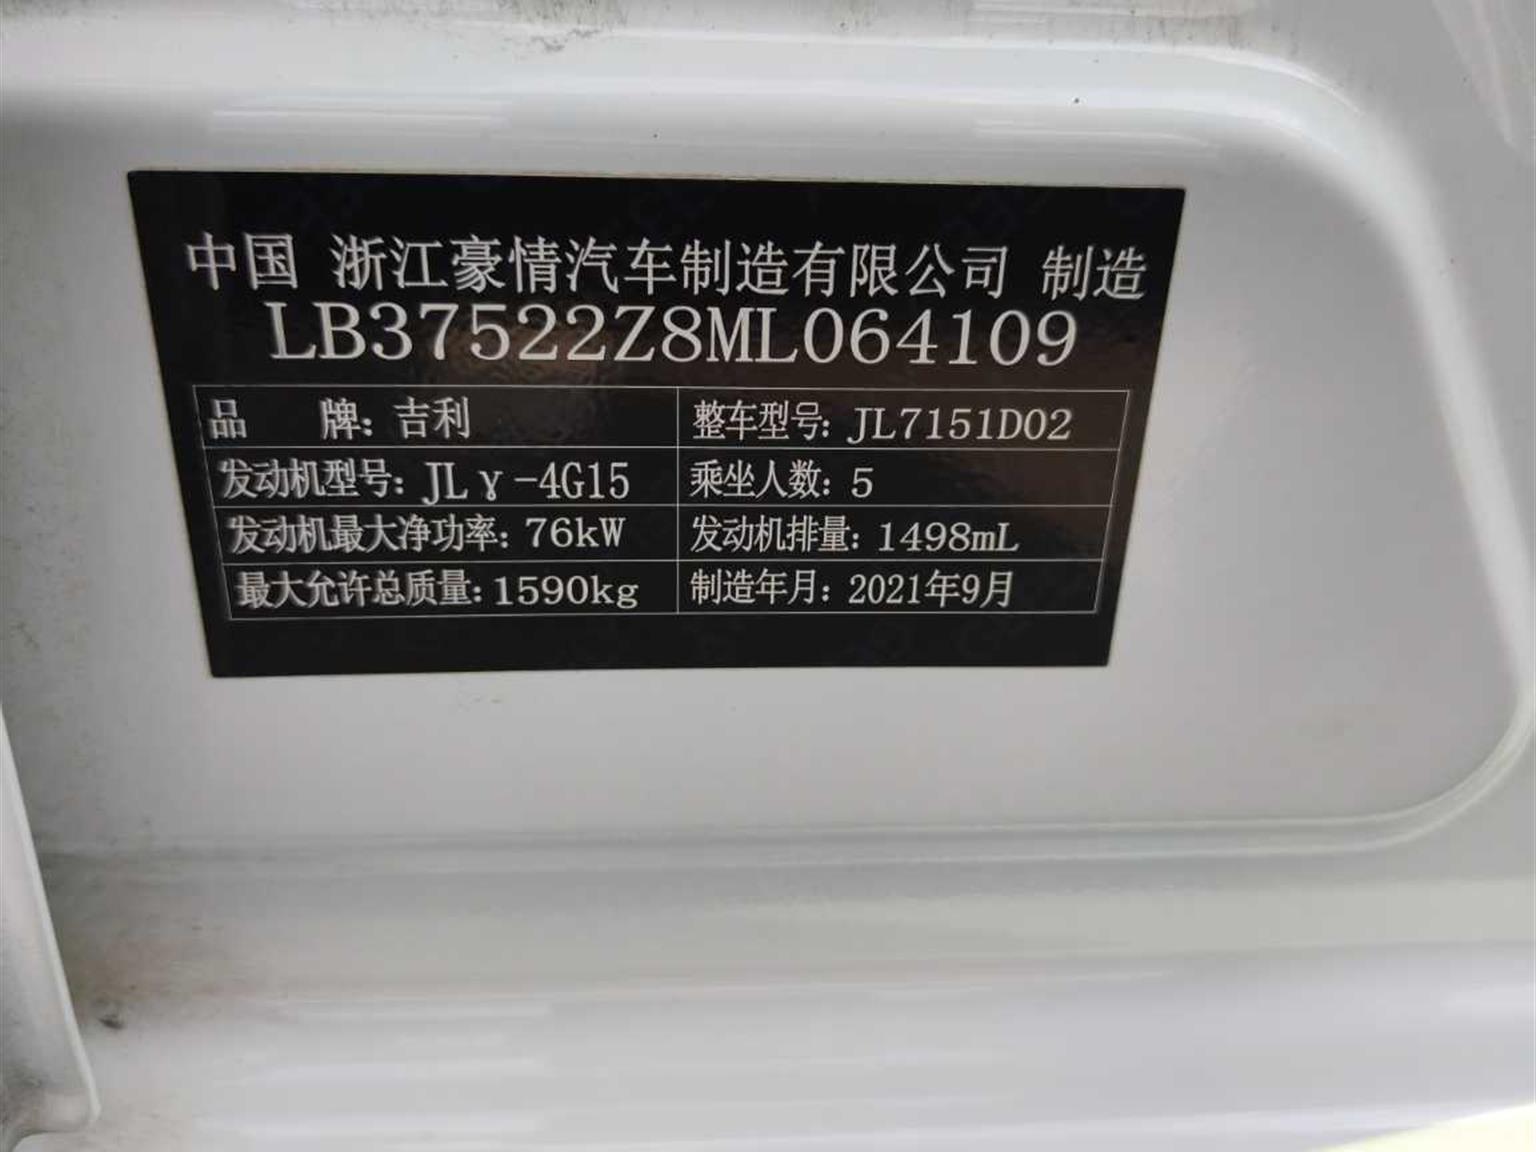 中国 浙江豪情汽车制造有限公司 制造
LB37522Z8ML064109
品 牌：吉利 整车型号：JL7151D02
发动机型号：JLγ-4G15 乘坐人数：5
发动机最大净功率：76kW 发动机排量：1498mL
最大允许总质量：1590kg 制造年月：2021年9月